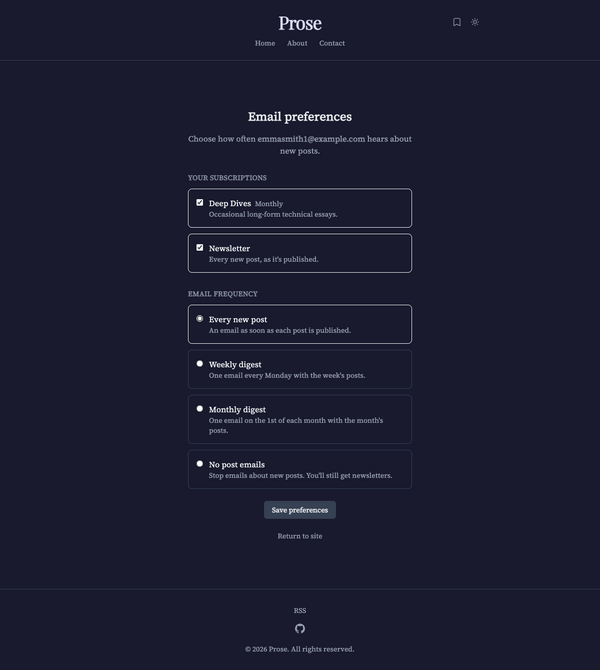 Prose
Home About Contact
Email preferences
Choose how often emmasmith1@example.com hears about
new posts.
YOUR SUBSCRIPTIONS
Deep Dives Monthly
Occasional long-form technical essays.
Newsletter
Every new post, as it's published.
EMAIL FREQUENCY
Every new post
An email as soon as each post is published.
Weekly digest
One email every Monday with the week's posts.
Monthly digest
One email on the 1st of each month with the month's
posts.
No post emails
Stop emails about new posts. You'll still get newsletters.
Save preferences
Return to site
RSS
© 2026 Prose. All rights reserved.